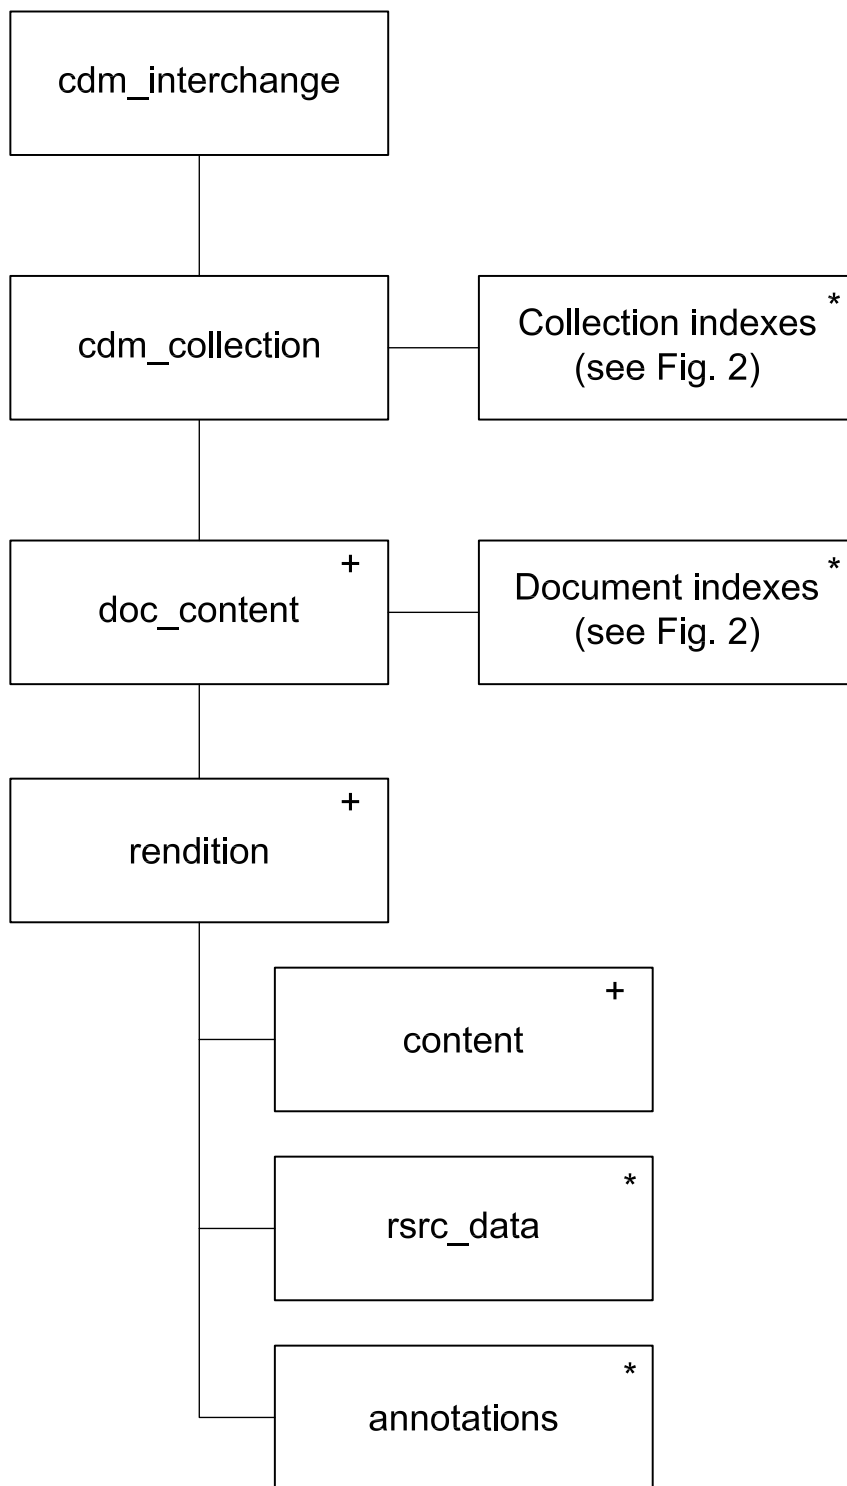 cdm_interchange
cdm_collection
*
Collection indexes
(see Fig. 2)
+
doc_content
*
Document indexes
(see Fig. 2)
+
rendition
+
content
*
rsrc_data
*
annotations